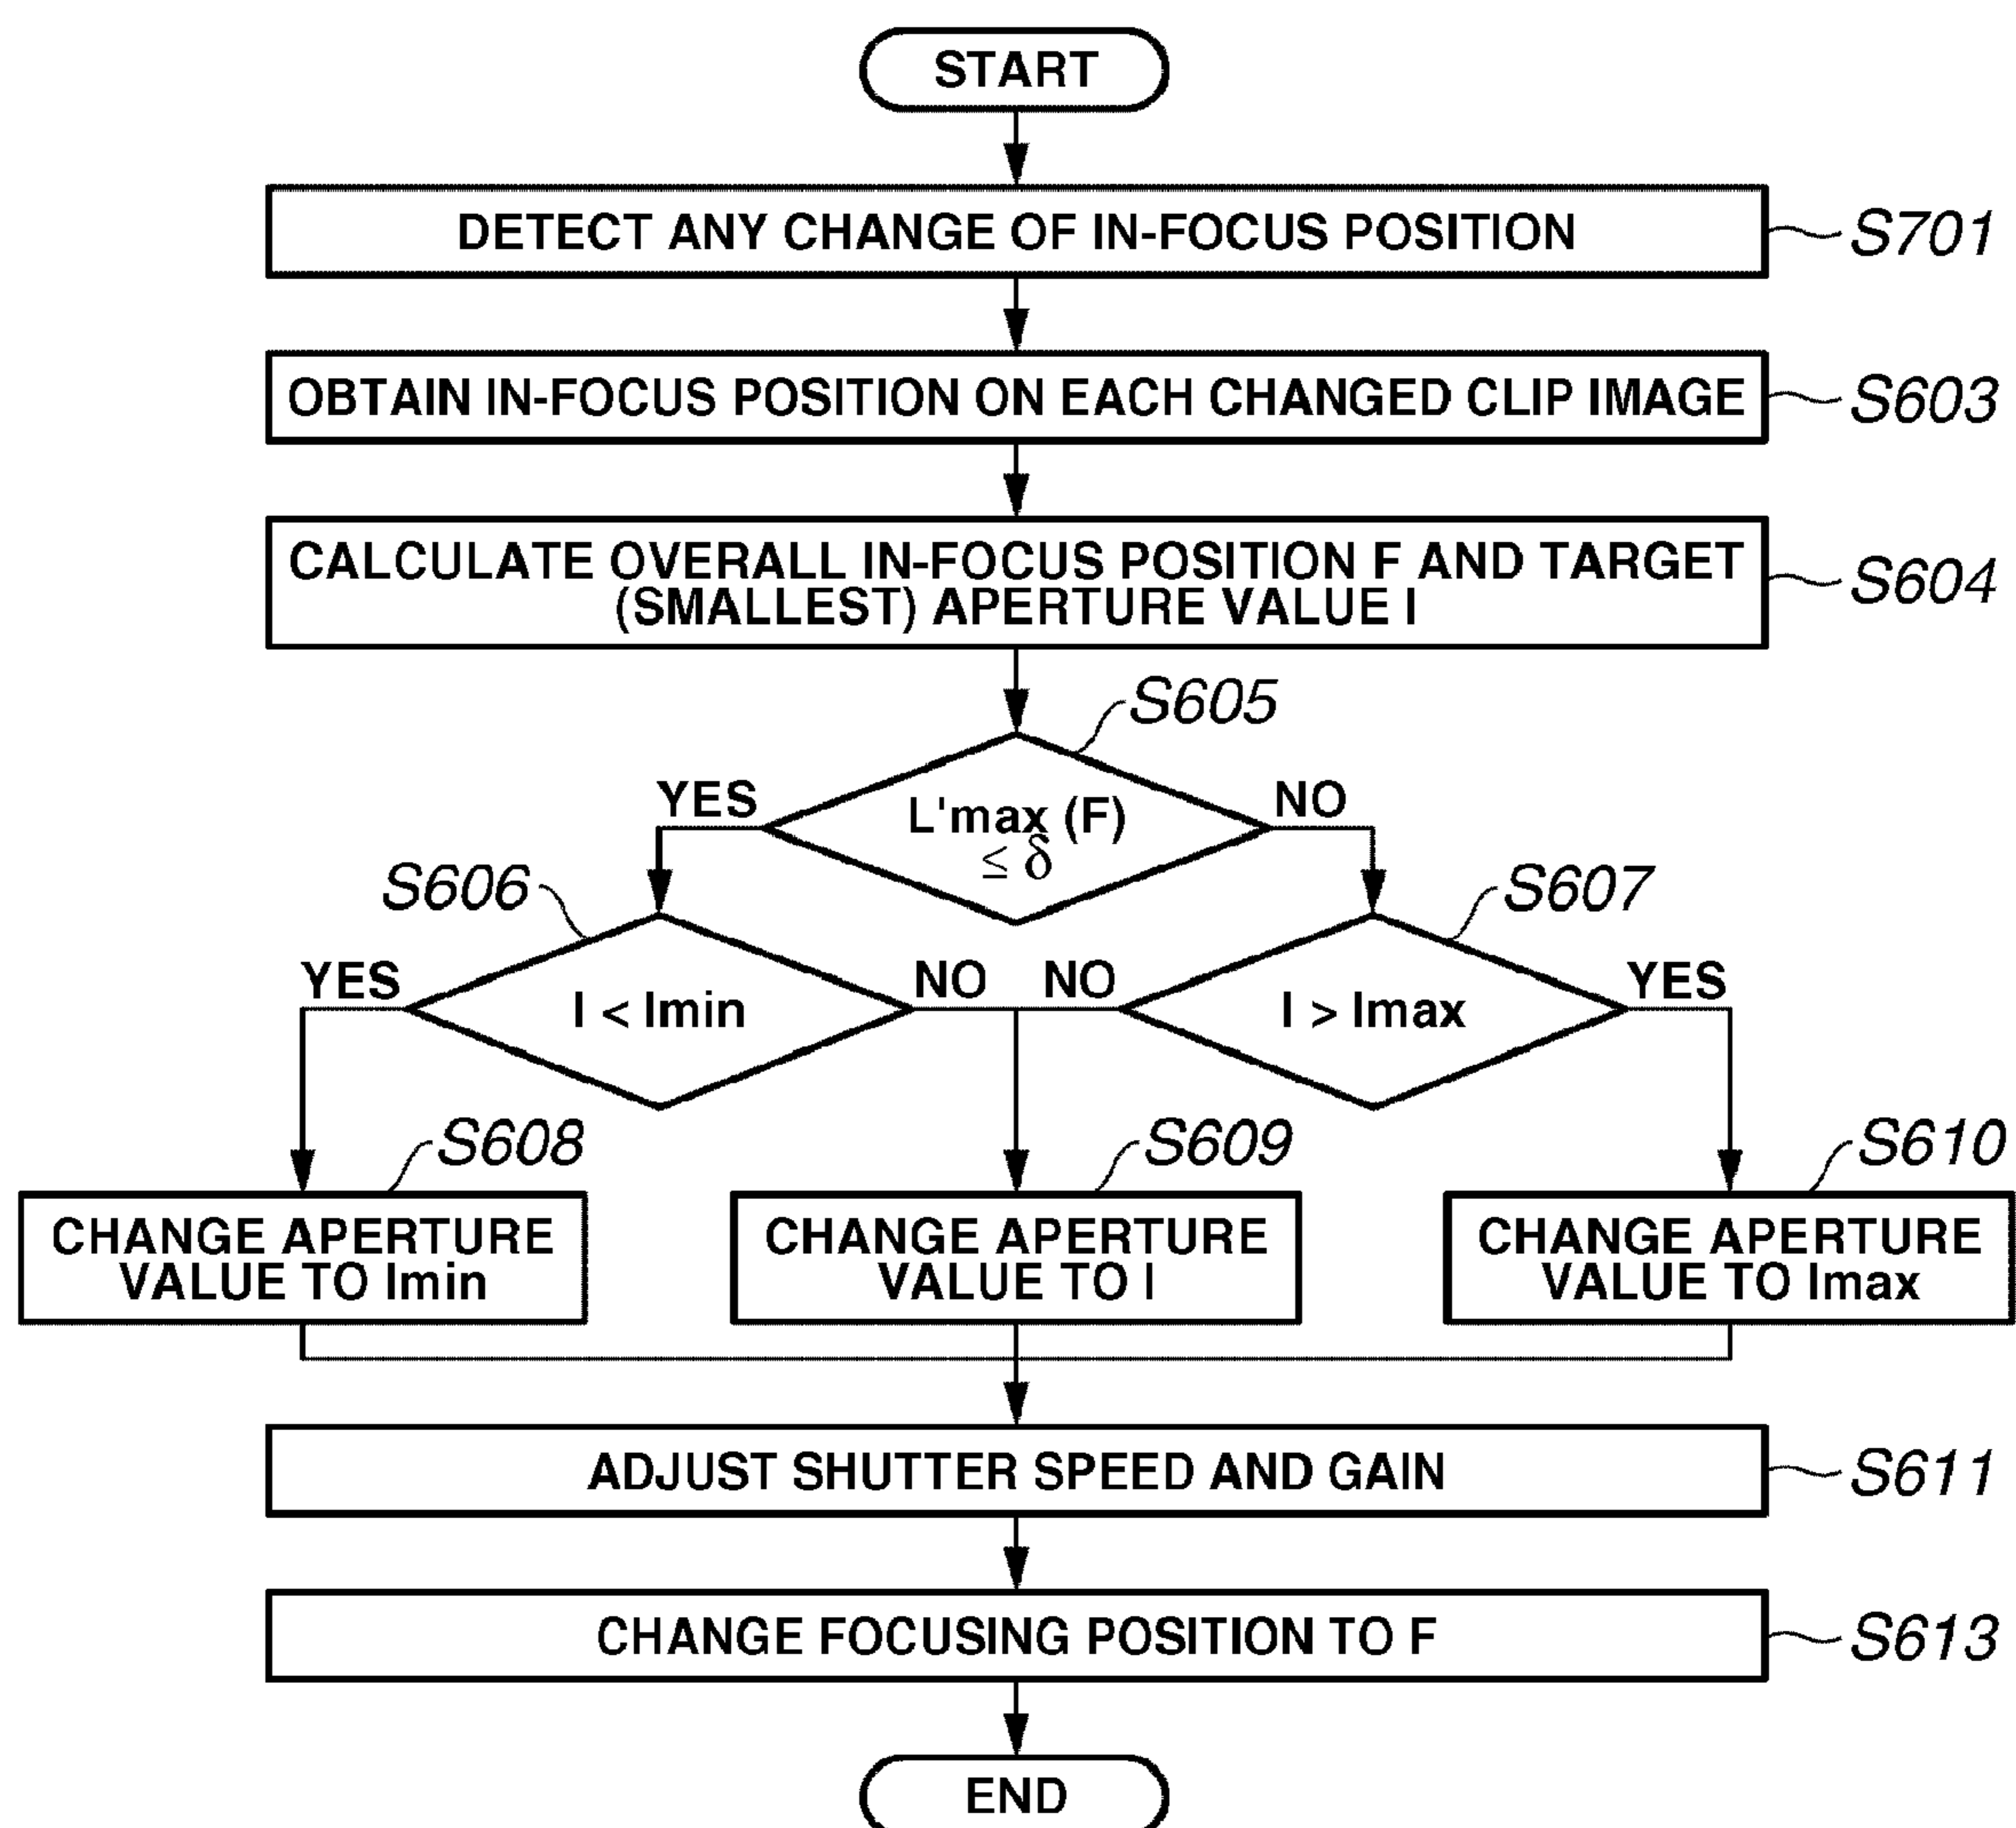 START
DETECT ANY CHANGE OF IN-FOCUS POSITION
S701
OBTAIN IN-FOCUS POSITION ON EACH CHANGED CLIP IMAGE
S603
CALCULATE OVERALL IN-FOCUS POSITION F AND TARGET
(SMALLEST) APERTURE VALUE I
S604
S605
YES
L'max (F)
≤ δ
NO
S606
S607
YES
I < Imin
NO
NO
I > Imax
YES
S608
S609
S610
CHANGE APERTURE
VALUE TO Imin
CHANGE APERTURE
VALUE TO I
CHANGE APERTURE
VALUE TO Imax
ADJUST SHUTTER SPEED AND GAIN
S611
CHANGE FOCUSING POSITION TO F
S613
END